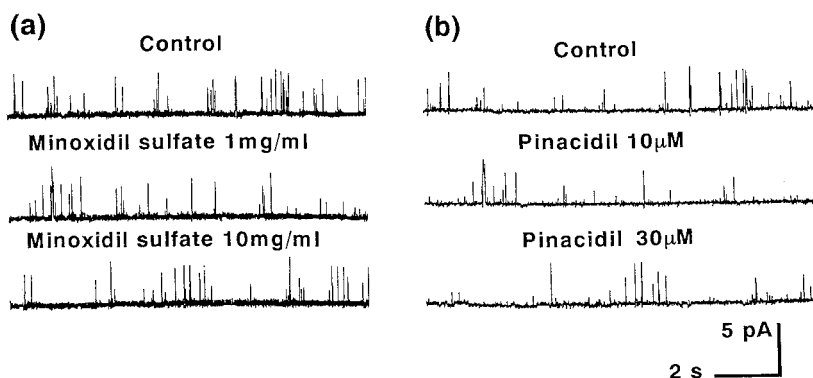 (a)
Control
Minoxidil sulfate 1mg/ml
Minoxidil sulfate 10mg/ml
(b)
Control
Pinacidil 10µM
Pinacidil 30µM
5 pA
2 s